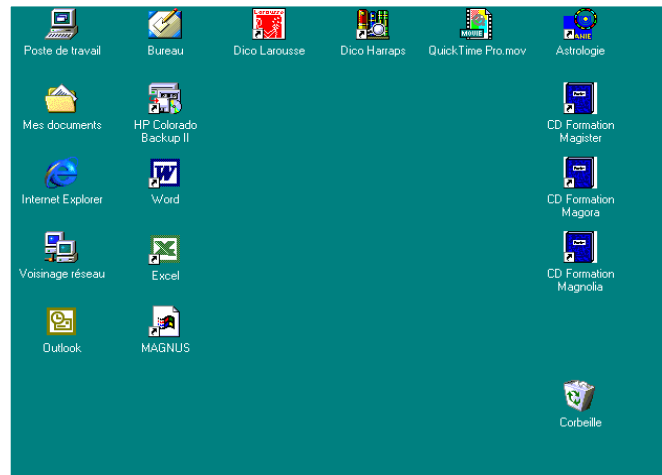 Poste de travail
Bureau
Dico Larousse
Dico Harraps
QuickTime Pro.mov
Astrologie
Mes documents
HP Colorado
Backup II
CD Formation
Magister
Internet Explorer
Word
CD Formation
Magora
Voisinage réseau
Excel
CD Formation
Magnolia
Outlook
MAGNUS
Corbeille